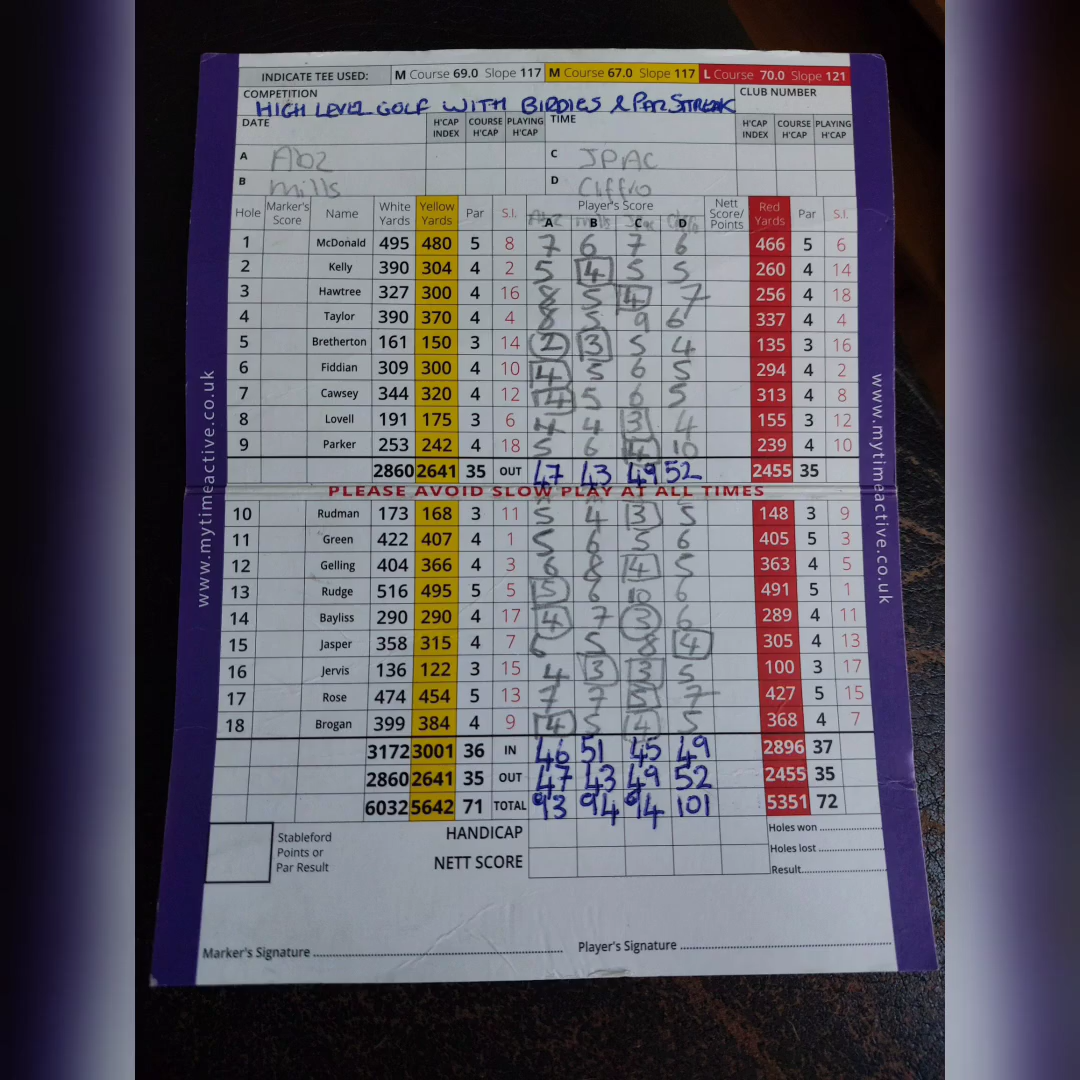 INDICATE TEE USED: M Course 69.0 Slope 117 M Course 67.0 Slope 117 L Course 70.0 Slope 121
COMPETITION CLUB NUMBER
HIGH LEVEL GOLF WITH BIRDIES & PAR STREAK
DATE H'CAP INDEX COURSE H'CAP PLAYING H'CAP TIME H'CAP INDEX COURSE H'CAP PLAYING H'CAP
A Abz C JPAC
B Mills D Cliffio
Hole Marker's Score Name White Yards Yellow Yards Par S.I. Player's Score A B C D Nett Score/Points Red Yards Par S.I.
1 McDonald 495 480 5 8 7 6 7 6 466 5 6
2 Kelly 390 304 4 2 5 4 5 5 260 4 14
3 Hawtree 327 300 4 16 8 5 4 7 256 4 18
4 Taylor 390 370 4 4 8 5 9 6 337 4 4
5 Bretherton 161 150 3 14 2 3 5 4 135 3 16
6 Fiddian 309 300 4 10 4 5 6 5 294 4 2
7 Cawsey 344 320 4 12 4 5 6 5 313 4 8
8 Lovell 191 175 3 6 4 4 3 4 155 3 12
9 Parker 253 242 4 18 5 6 4 10 239 4 10
2860 2641 35 OUT 47 43 49 52 2455 35
PLEASE AVOID SLOW PLAY AT ALL TIMES
10 Rudman 173 168 3 11 5 4 3 5 148 3 9
11 Green 422 407 4 1 5 6 5 6 405 5 3
12 Gelling 404 366 4 3 6 8 4 5 363 4 5
13 Rudge 516 495 5 5 5 6 10 6 491 5 1
14 Bayliss 290 290 4 17 4 7 3 6 289 4 11
15 Jasper 358 315 4 7 6 5 8 4 305 4 13
16 Jervis 136 122 3 15 4 3 3 5 100 3 17
17 Rose 474 454 5 13 7 7 5 7 427 5 15
18 Brogan 399 384 4 9 4 5 4 5 368 4 7
3172 3001 36 IN 46 51 45 49 2896 37
2860 2641 35 OUT 47 43 49 52 2455 35
6032 5642 71 TOTAL 93 94 94 101 5351 72
Stableford Points or Par Result HANDICAP Holes won
NETT SCORE Holes lost
Result
Marker's Signature Player's Signature
www.mytimeactive.co.uk
www.mytimeactive.co.uk